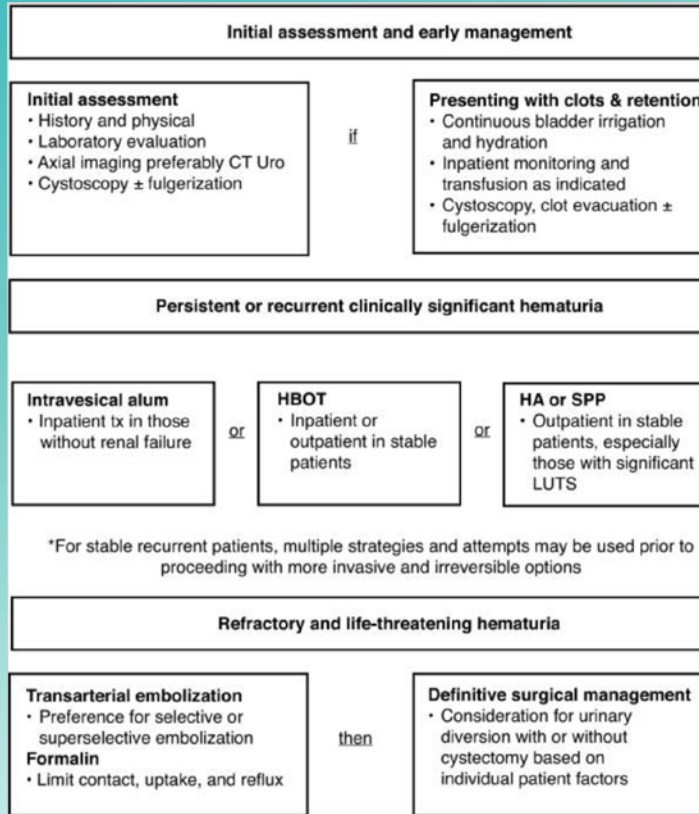 Initial assessment and early management
Initial assessment
• History and physical
• Laboratory evaluation
• Axial imaging preferably CT Uro
• Cystoscopy ± fulgerization
if
Presenting with clots & retention
• Continuous bladder irrigation
and hydration
• Inpatient monitoring and
transfusion as indicated
• Cystoscopy, clot evacuation ±
fulgerization
Persistent or recurrent clinically significant hematuria
Intravesical alum
• Inpatient tx in those
without renal failure
or
HBOT
• Inpatient or
outpatient in stable
patients
or
HA or SPP
• Outpatient in stable
patients, especially
those with significant
LUTS
*For stable recurrent patients, multiple strategies and attempts may be used prior to
proceeding with more invasive and irreversible options
Refractory and life-threatening hematuria
Transarterial embolization
• Preference for selective or
superselective embolization
Formalin
• Limit contact, uptake, and reflux
then
Definitive surgical management
• Consideration for urinary
diversion with or without
cystectomy based on
individual patient factors